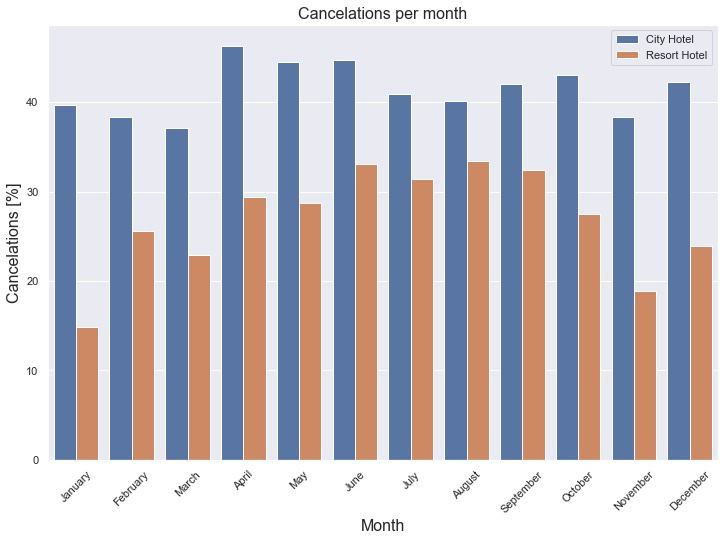 Cancelations per month
City Hotel
Resort Hotel
Cancelations [%]
40
30
20
10
0
January
February
March
April
May
June
July
August
September
October
November
December
Month